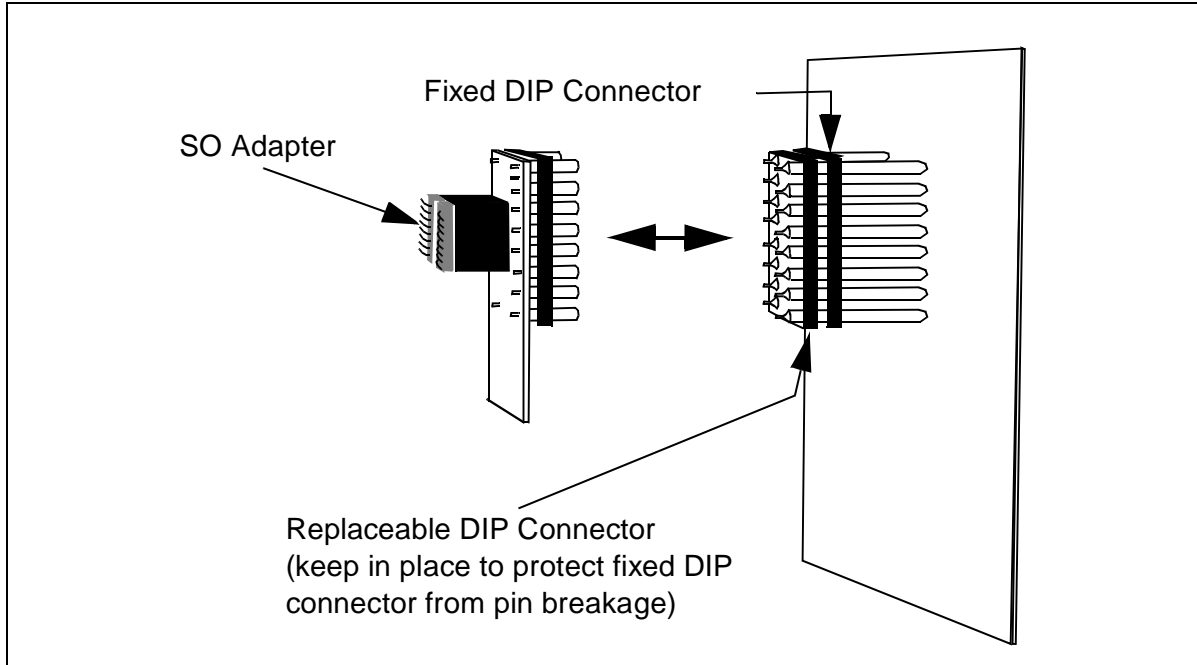 Fixed DIP Connector
SO Adapter
Replaceable DIP Connector
(keep in place to protect fixed DIP
connector from pin breakage)